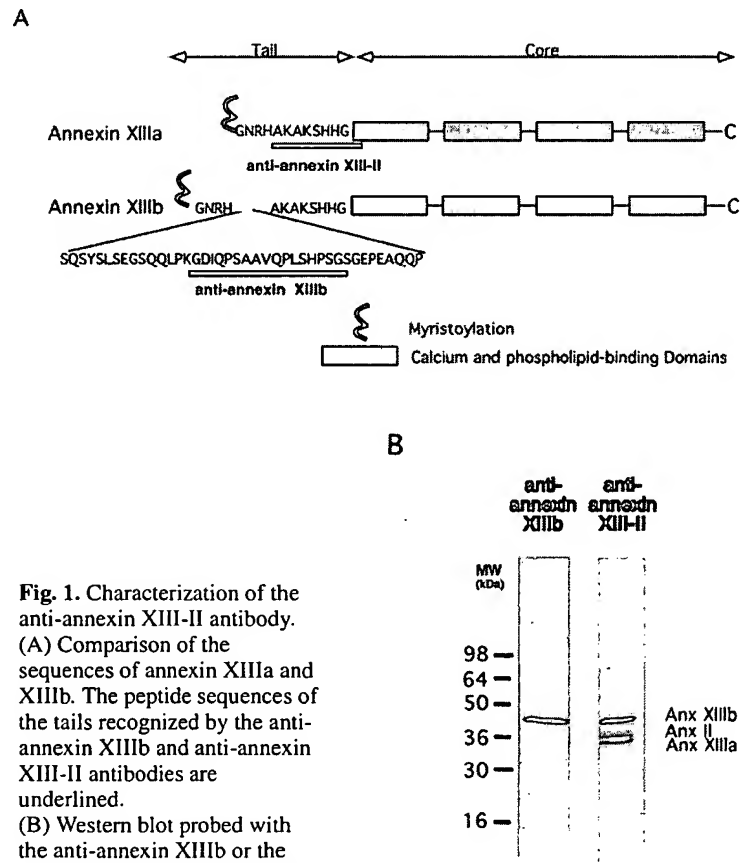 A
Tail
Core
Annexin XIIIa
GNRHAKAKSHHG
C
anti-annexin XIII-II
Annexin XIIIb
GNRH
AKAKSHHG
C
SQSYSLSEGSQQLPKGDIQPSAAVQPLSHPSGSGEPEAQQP
anti-annexin XIIIb
Myristoylation
Calcium and phospholipid-binding Domains
B
anti-
annexin
XIIIb
anti-
annexin
XIII-II
MW
(kDa)
98
64
50
36
30
16
Anx XIIIb
Anx II
Anx XIIIa
Fig. 1. Characterization of the
anti-annexin XIII-II antibody.
(A) Comparison of the
sequences of annexin XIIIa and
XIIIb. The peptide sequences of
the tails recognized by the anti-
annexin XIIIb and anti-annexin
XIII-II antibodies are
underlined.
(B) Western blot probed with
the anti-annexin XIIIb or the